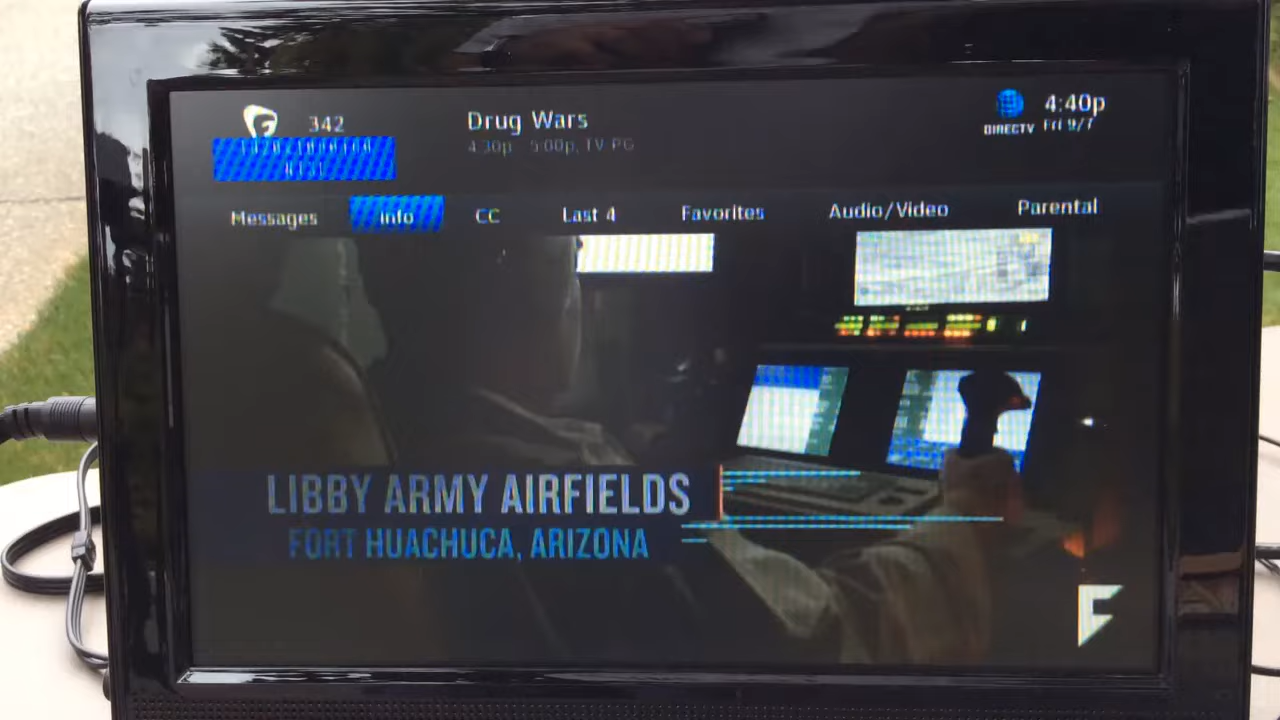 342
Drug Wars
4:40p
4:30p - 5:00p, TV-PG
DIRECTV
Fri 9/7
Messages
Info
CC
Last 4
Favorites
Audio/Video
Parental
LIBBY ARMY AIRFIELDS
FORT HUACHUCA, ARIZONA